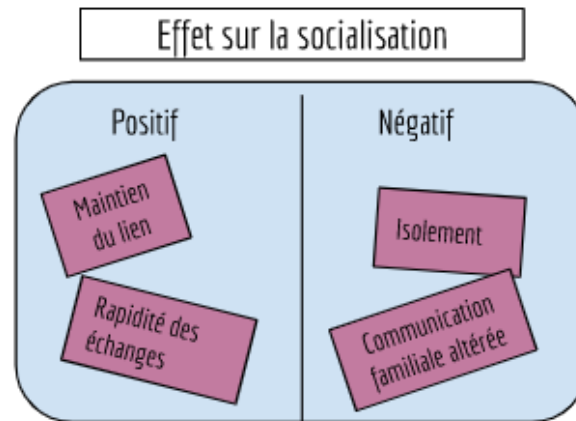 Effet sur la socialisation
Positif
Négatif
Maintien
du lien
Rapidité des
échanges
Isolement
Communication
familiale altérée